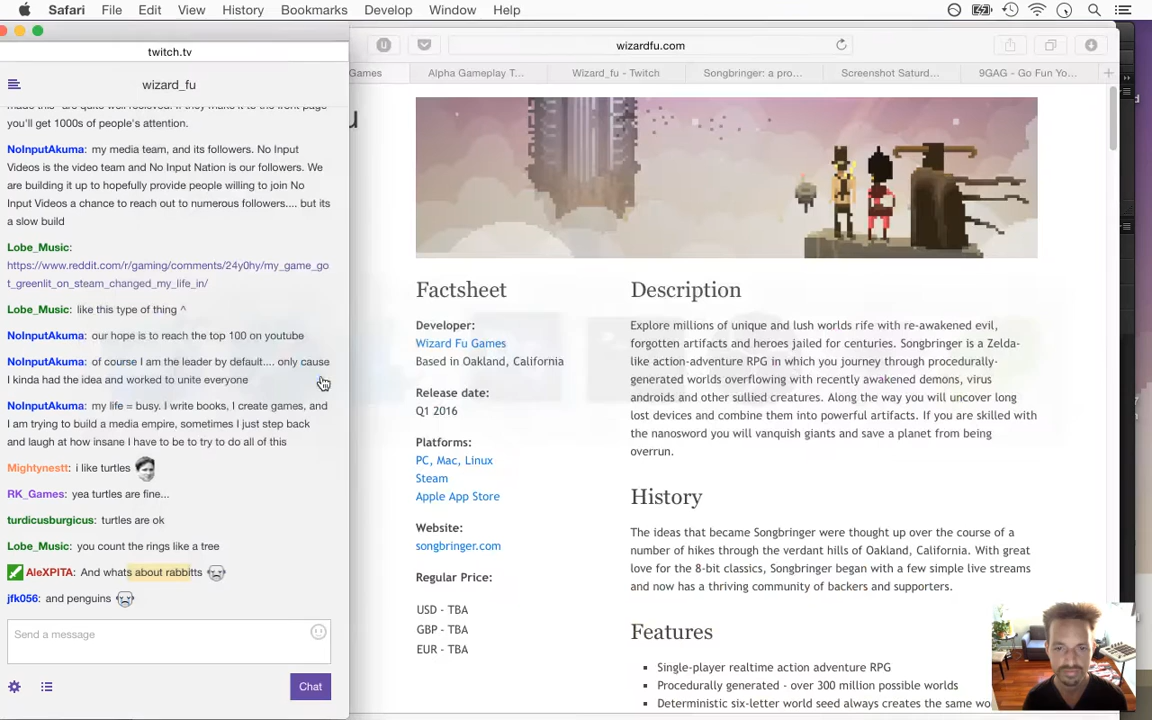 Safari File Edit View History Bookmarks Develop Window Help
twitch.tv
wizard_fu
you'll get 1000s of people's attention.
NoInputAkuma: my media team, and its followers. No Input
Videos is the video team and No Input Nation is our followers. We
are building it up to hopefully provide people willing to join No
Input Videos a chance to reach out to numerous followers.... but its
a slow build
Lobe_Music:
https://www.reddit.com/r/gaming/comments/24y0hy/my_game_go
t_greenlit_on_steam_changed_my_life_in/
Lobe_Music: like this type of thing ^
NoInputAkuma: our hope is to reach the top 100 on youtube
NoInputAkuma: of course I am the leader by default.... only cause
I kinda had the idea and worked to unite everyone
NoInputAkuma: my life = busy. I write books, I create games, and
I am trying to build a media empire, sometimes I just step back
and laugh at how insane I have to be to try to do all of this
Mightynestt: i like turtles
RK_Games: yea turtles are fine...
turdicusburgicus: turtles are ok
Lobe_Music: you count the rings like a tree
AleXPITA: And whats about rabbitts
jfk056: and penguins
Send a message
Chat
wizardfu.com
Games Alpha Gameplay T... Wizard_fu - Twitch Songbringer: a pro... Screenshot Saturd... 9GAG - Go Fun Yo...
u
Factsheet
Developer:
Wizard Fu Games
Based in Oakland, California
Release date:
Q1 2016
Platforms:
PC, Mac, Linux
Steam
Apple App Store
Website:
songbringer.com
Regular Price:
USD - TBA
GBP - TBA
EUR - TBA
Description
Explore millions of unique and lush worlds rife with re-awakened evil,
forgotten artifacts and heroes jailed for centuries. Songbringer is a Zelda-
like action-adventure RPG in which you journey through procedurally-
generated worlds overflowing with recently awakened demons, virus
androids and other sullied creatures. Along the way you will uncover long
lost devices and combine them into powerful artifacts. If you are skilled with
the nanosword you will vanquish giants and save a planet from being
overrun.
History
The ideas that became Songbringer were thought up over the course of a
number of hikes through the verdant hills of Oakland, California. With great
love for the 8-bit classics, Songbringer began with a few simple live streams
and now has a thriving community of backers and supporters.
Features
Single-player realtime action adventure RPG
Procedurally generated - over 300 million possible worlds
Deterministic six-letter world seed always creates the same wo